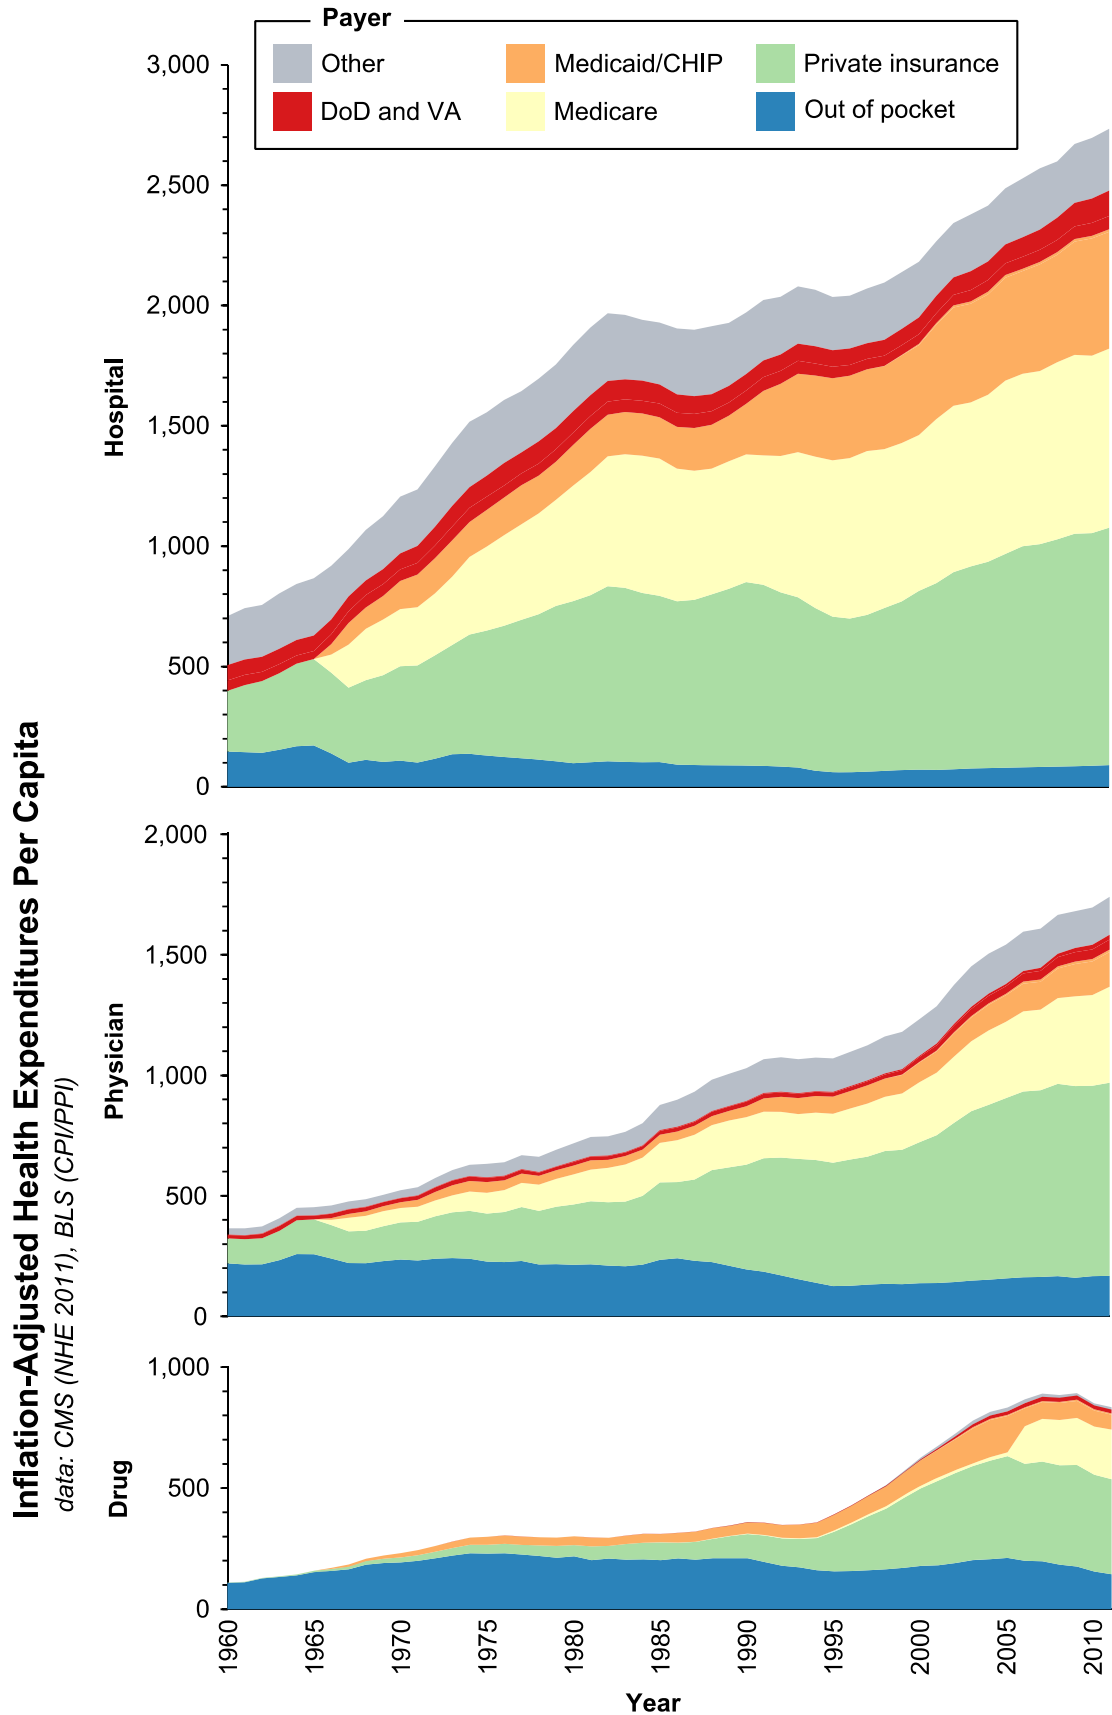 Payer
Other
Medicaid/CHIP
Private insurance
DoD and VA
Medicare
Out of pocket
Inflation-Adjusted Health Expenditures Per Capita
data: CMS (NHE 2011), BLS (CPI/PPI)
Hospital
3,000
2,500
2,000
1,500
1,000
500
0
Physician
2,000
1,500
1,000
500
0
Drug
1,000
500
0
1960
1965
1970
1975
1980
1985
1990
1995
2000
2005
2010
Year